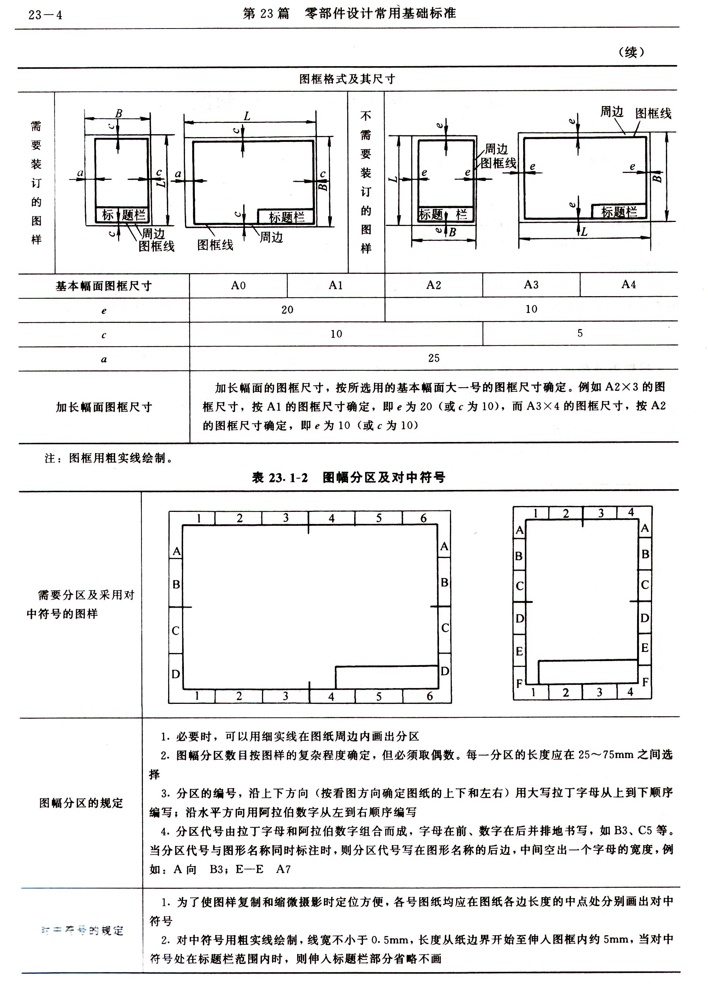 23—4
第 23 篇 零部件设计常用基础标准
（续）
图框格式及其尺寸
需要装订的图样
B
c
a
c
L
标题栏
c
周边
图框线
L
c
a
c
B
c
标题栏
图框线
周边
不需要装订的图样
e
L
e
e
周边
图框线
标题栏
e
B
周边
图框线
e
e
e
B
e
标题栏
L
基本幅面图框尺寸 A0 A1 A2 A3 A4
e 20 10
c 10 5
a 25
加长幅面图框尺寸
加长幅面的图框尺寸，按所选用的基本幅面大一号的图框尺寸确定。例如 A2×3 的图
框尺寸，按 A1 的图框尺寸确定，即 e 为 20（或 c 为 10），而 A3×4 的图框尺寸，按 A2
的图框尺寸确定，即 e 为 10（或 c 为 10）
注：图框用粗实线绘制。
表 23.1-2 图幅分区及对中符号
需要分区及采用对
中符号的图样
1 2 3 4 5 6
A A
B B
C C
D D
1 2 3 4 5 6
1 2 3 4
A A
B B
C C
D D
E E
F F
1 2 3 4
图幅分区的规定
1. 必要时，可以用细实线在图纸周边内画出分区
2. 图幅分区数目按图样的复杂程度确定，但必须取偶数。每一分区的长度应在 25～75mm 之间选
择
3. 分区的编号，沿上下方向（按看图方向确定图纸的上下和左右）用大写拉丁字母从上到下顺序
编写；沿水平方向用阿拉伯数字从左到右顺序编写
4. 分区代号由拉丁字母和阿拉伯数字组合而成，字母在前、数字在后并排地书写，如 B3、C5 等。
当分区代号与图形名称同时标注时，则分区代号写在图形名称的后边，中间空出一个字母的宽度，例
如：A 向 B3；E—E A7
对中符号的规定
1. 为了使图样复制和缩微摄影时定位方便，各号图纸均应在图纸各边长度的中点处分别画出对中
符号
2. 对中符号用粗实线绘制，线宽不小于 0.5mm，长度从纸边界开始至伸入图框内约 5mm，当对中
符号处在标题栏范围内时，则伸入标题栏部分省略不画